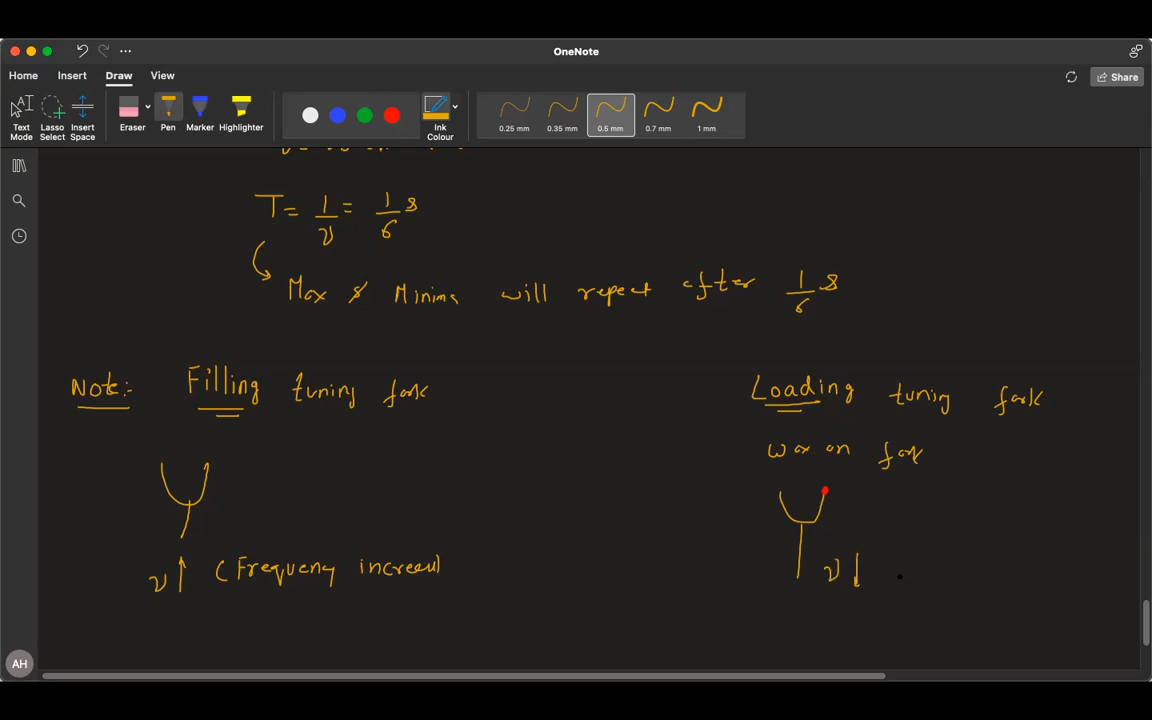 OneNote
Home Insert Draw View
Share
Text Mode
Lasso Select
Insert Space
Eraser
Pen
Marker
Highlighter
Ink Colour
0.25 mm
0.35 mm
0.5 mm
0.7 mm
1 mm
T = 1/ν = 1/6 s
Max & Minima will repeat after 1/6 s
Note:- Filling tuning fork
Loading tuning fork
Wax on fork
ν↑ (Frequency increases)
ν↓
AH